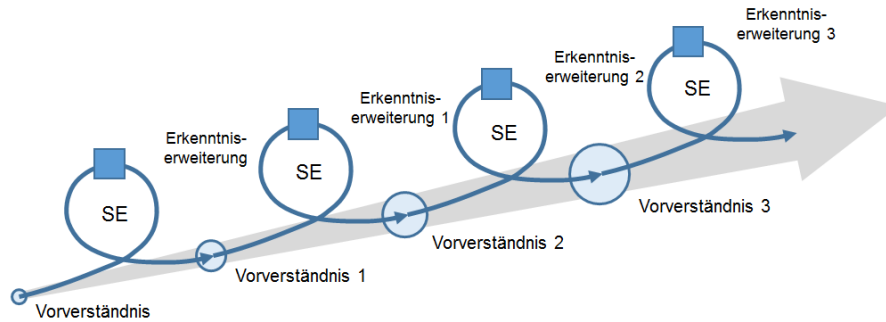 Erkenntnis-
erweiterung 3
Erkenntnis-
erweiterung 2
SE
Erkenntnis-
erweiterung 1
SE
Erkenntnis-
erweiterung
SE
SE
Vorverständnis 3
Vorverständnis 2
Vorverständnis 1
Vorverständnis